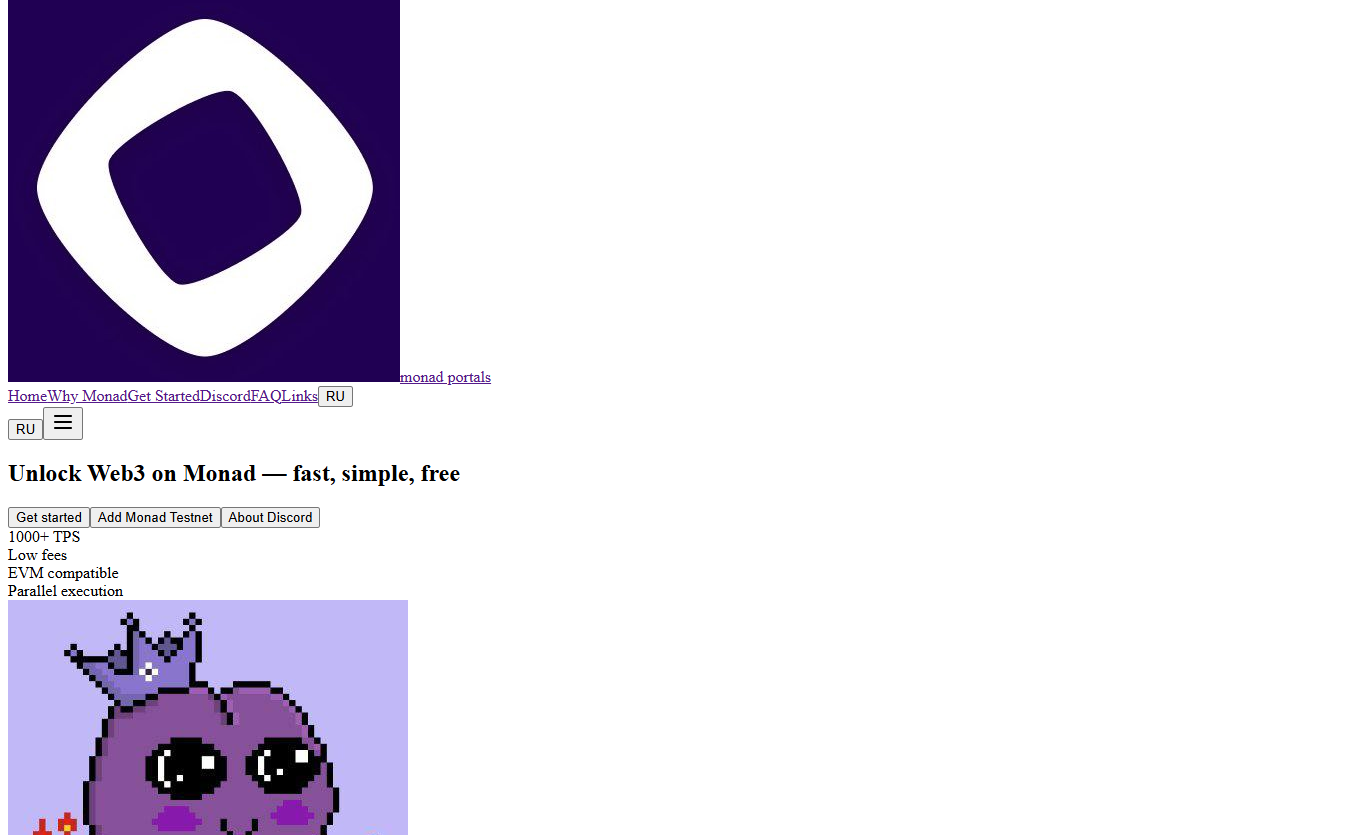 monad portals
HomeWhy MonadGet StartedDiscordFAQLinks RU
RU
Unlock Web3 on Monad — fast, simple, free
Get started Add Monad Testnet About Discord
1000+ TPS
Low fees
EVM compatible
Parallel execution